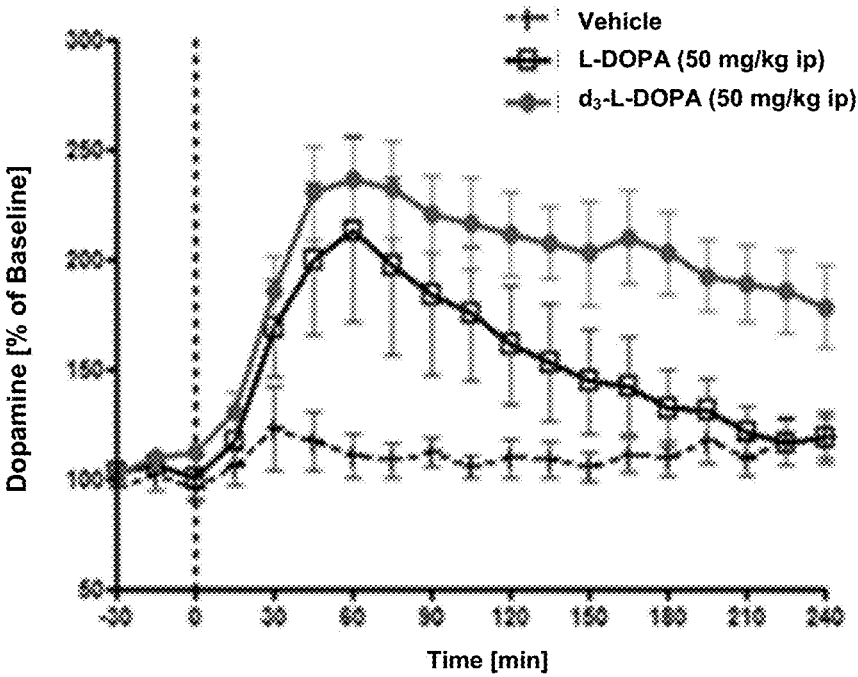 Vehicle
L-DOPA (50 mg/kg ip)
d₃-L-DOPA (50 mg/kg ip)
Dopamine [% of Baseline]
300
250
200
150
100
50
-30 0 30 60 90 120 150 180 210 240
Time [min]